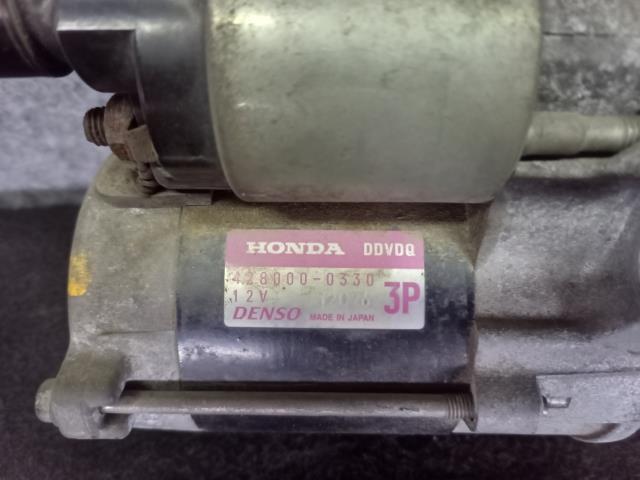 HONDA DDVDQ
428000-0330
12V
3P
DENSO MADE IN JAPAN